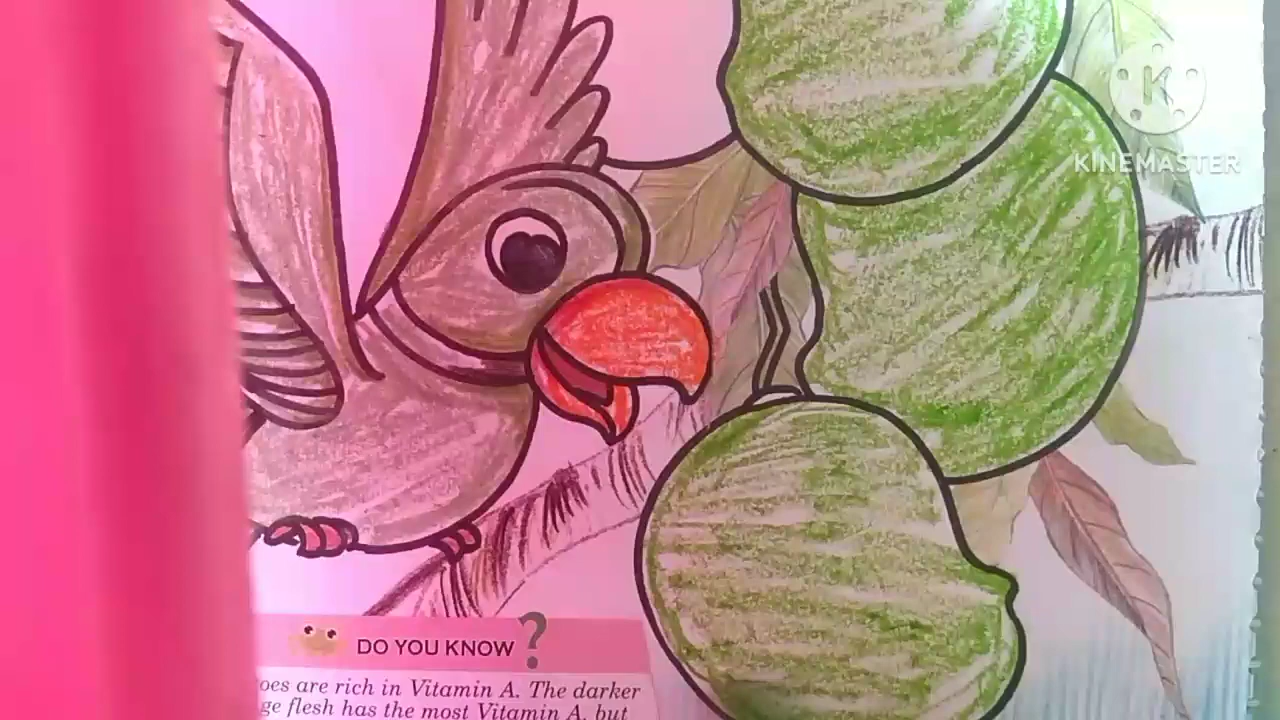 K
KINEMASTER
DO YOU KNOW ?
oes are rich in Vitamin A. The darker
ge flesh has the most Vitamin A, but